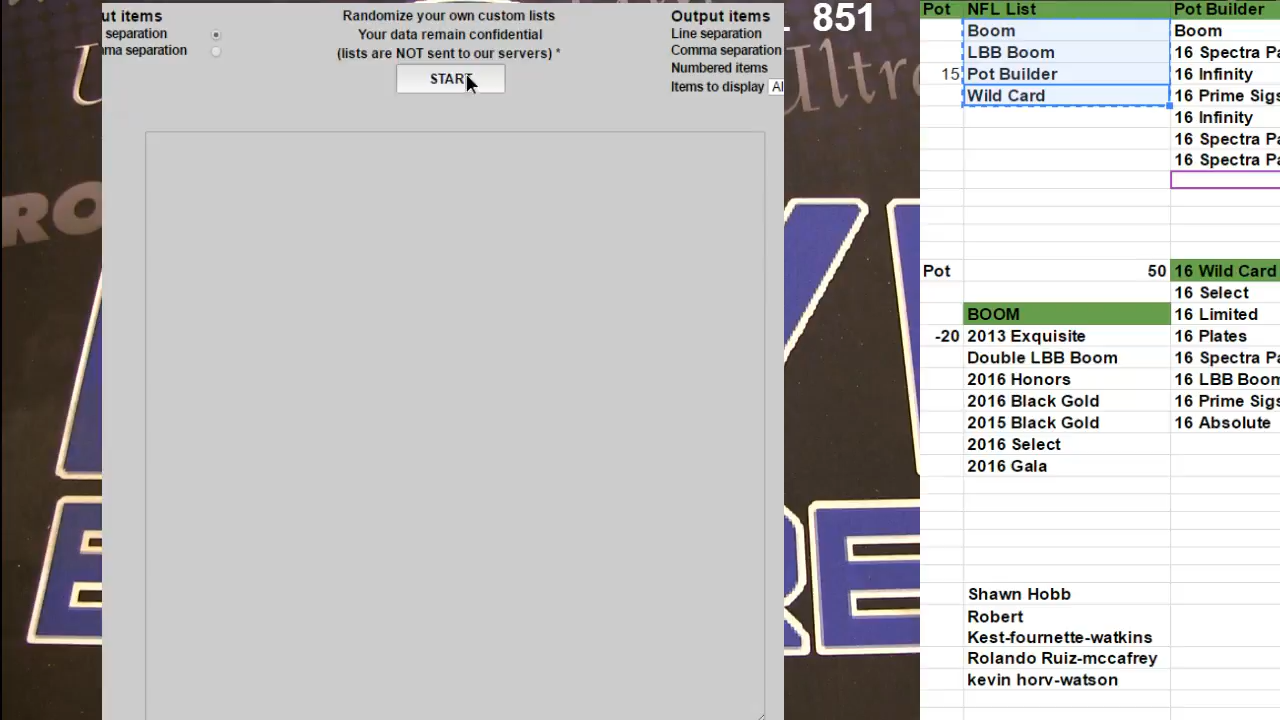 851
Pot NFL List Pot Builder
Boom Boom
LBB Boom 16 Spectra Pa
15 Pot Builder 16 Infinity
Wild Card 16 Prime Sigs
16 Infinity
16 Spectra Pa
16 Spectra Pa
Pot 50 16 Wild Card
16 Select
BOOM 16 Limited
-20 2013 Exquisite 16 Plates
Double LBB Boom 16 Spectra Pa
2016 Honors 16 LBB Boom
2016 Black Gold 16 Prime Sigs
2015 Black Gold 16 Absolute
2016 Select
2016 Gala
Shawn Hobb
Robert
Kest-fournette-watkins
Rolando Ruiz-mccafrey
kevin horv-watson
ut items
separation
ma separation
Randomize your own custom lists
Your data remain confidential
(lists are NOT sent to our servers) *
START
Output items
Line separation
Comma separation
Numbered items
Items to display Al